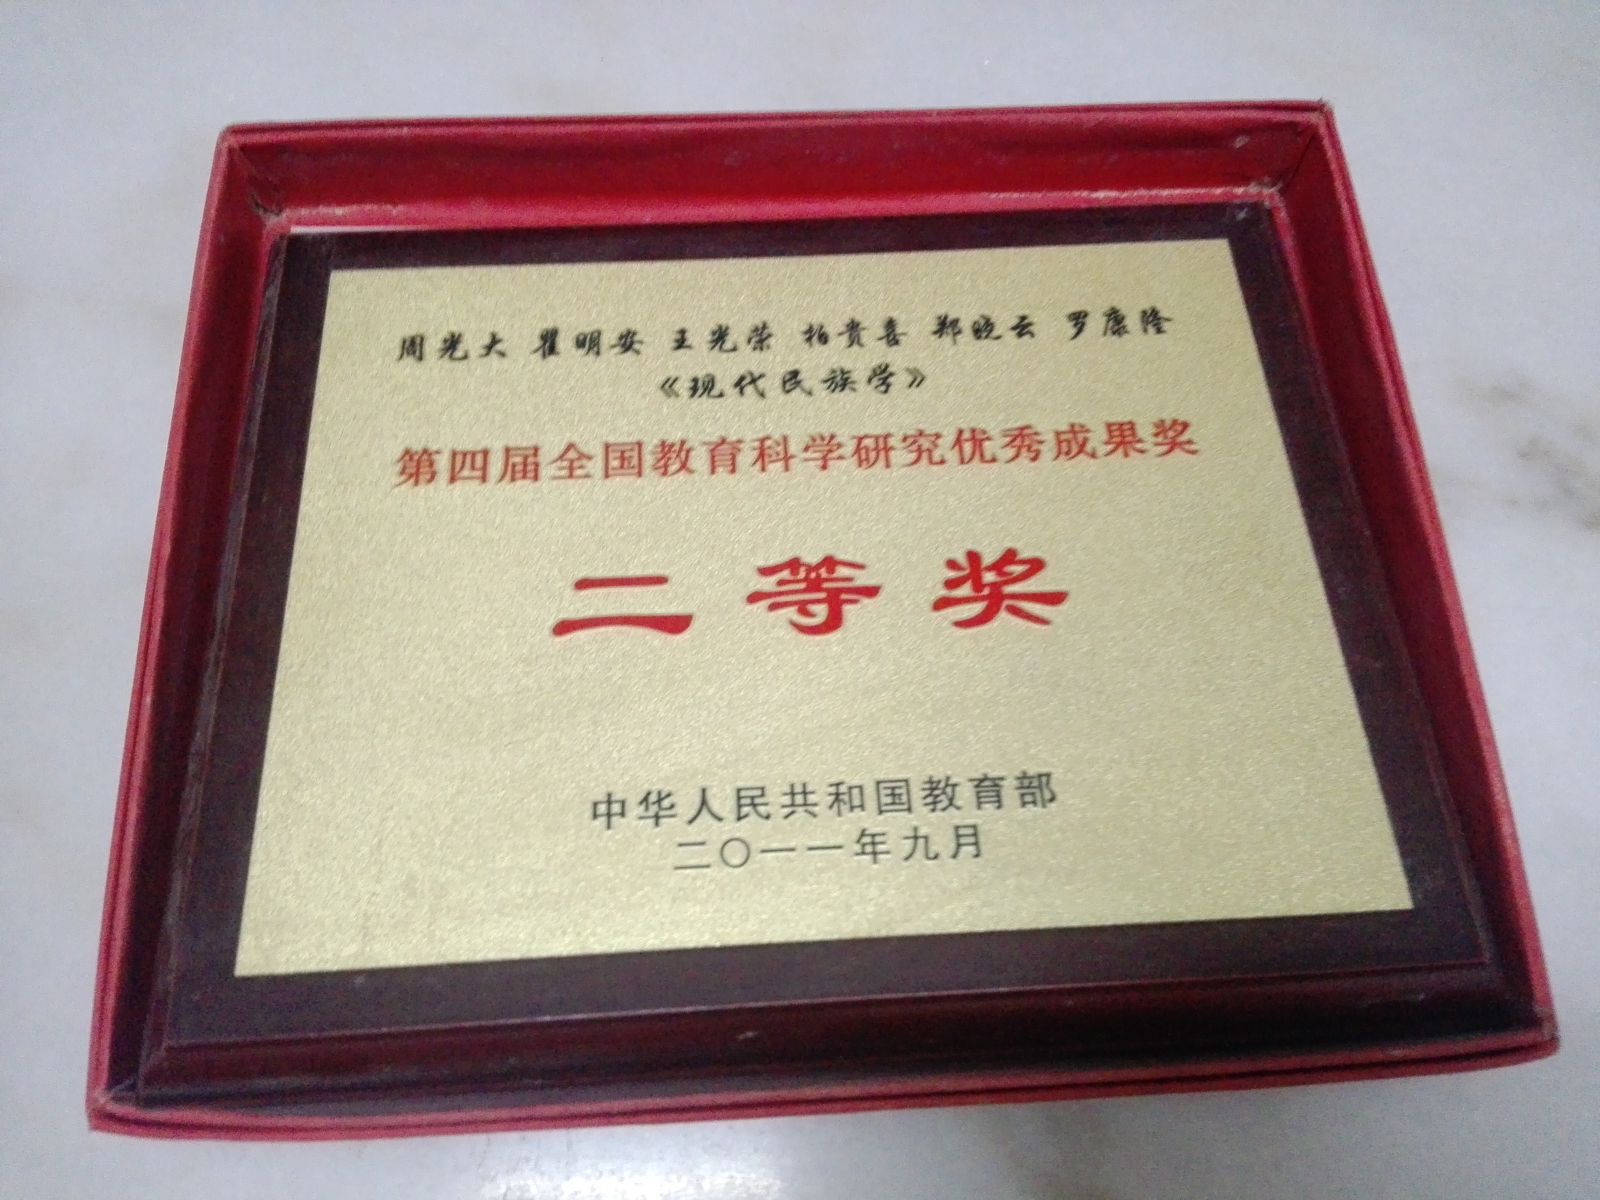 周光大 瞿明安 王光荣 柏贵喜 郑晓云 罗康隆
《现代民族学》
第四届全国教育科学研究优秀成果奖
二等奖
中华人民共和国教育部
二〇一一年九月